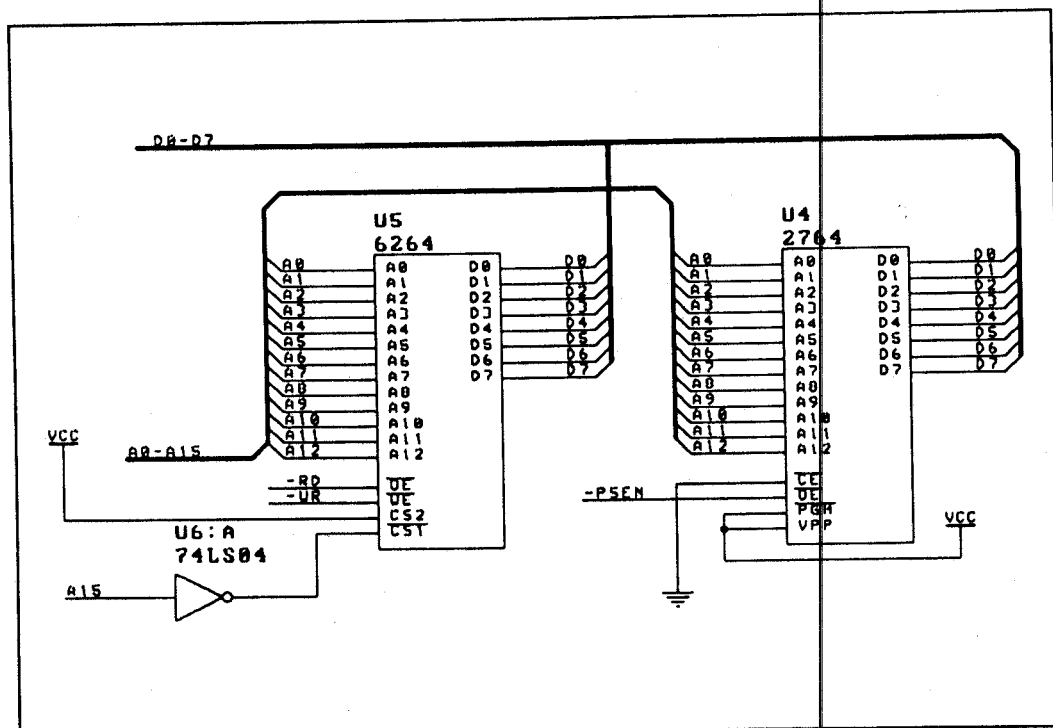 D0-D7
U5
6264
A0 A0 D0 D0
A1 A1 D1 D1
A2 A2 D2 D2
A3 A3 D3 D3
A4 A4 D4 D4
A5 A5 D5 D5
A6 A6 D6 D6
A7 A7 D7 D7
A8 A8
A9 A9
A10 A10
A11 A11
A12 A12
VCC
A0-A15
-RD OE
-WR WE
CS2
CS1
U6:A
74LS04
A15
U4
2764
A0 A0 D0 D0
A1 A1 D1 D1
A2 A2 D2 D2
A3 A3 D3 D3
A4 A4 D4 D4
A5 A5 D5 D5
A6 A6 D6 D6
A7 A7 D7 D7
A8 A8
A9 A9
A10 A10
A11 A11
A12 A12
CE
-PSEN OE
PGM
VPP
VCC